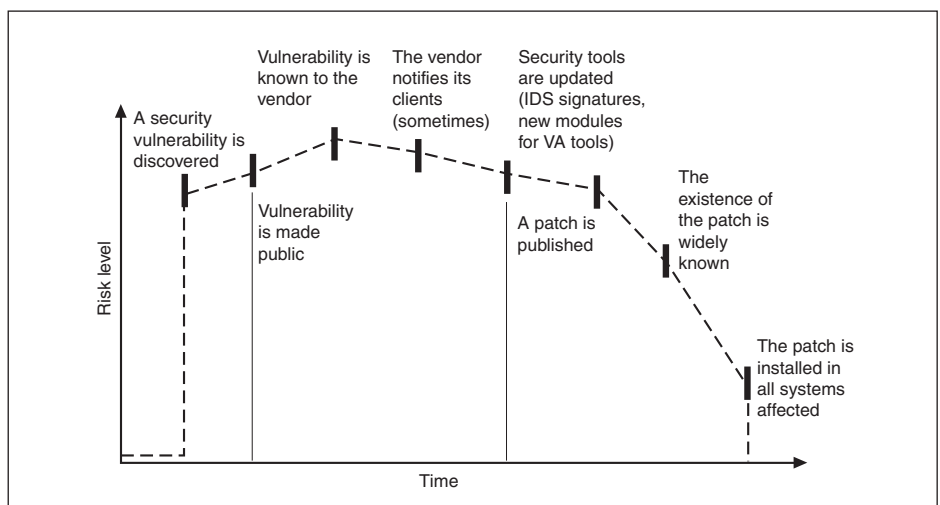 Vulnerability is
known to the
vendor
The vendor
notifies its
clients
(sometimes)
Security tools
are updated
(IDS signatures,
new modules
for VA tools)
A security
vulnerability is
discovered
Vulnerability
is made
public
A patch is
published
The
existence of
the patch is
widely
known
The patch is
installed in
all systems
affected
Risk level
Time